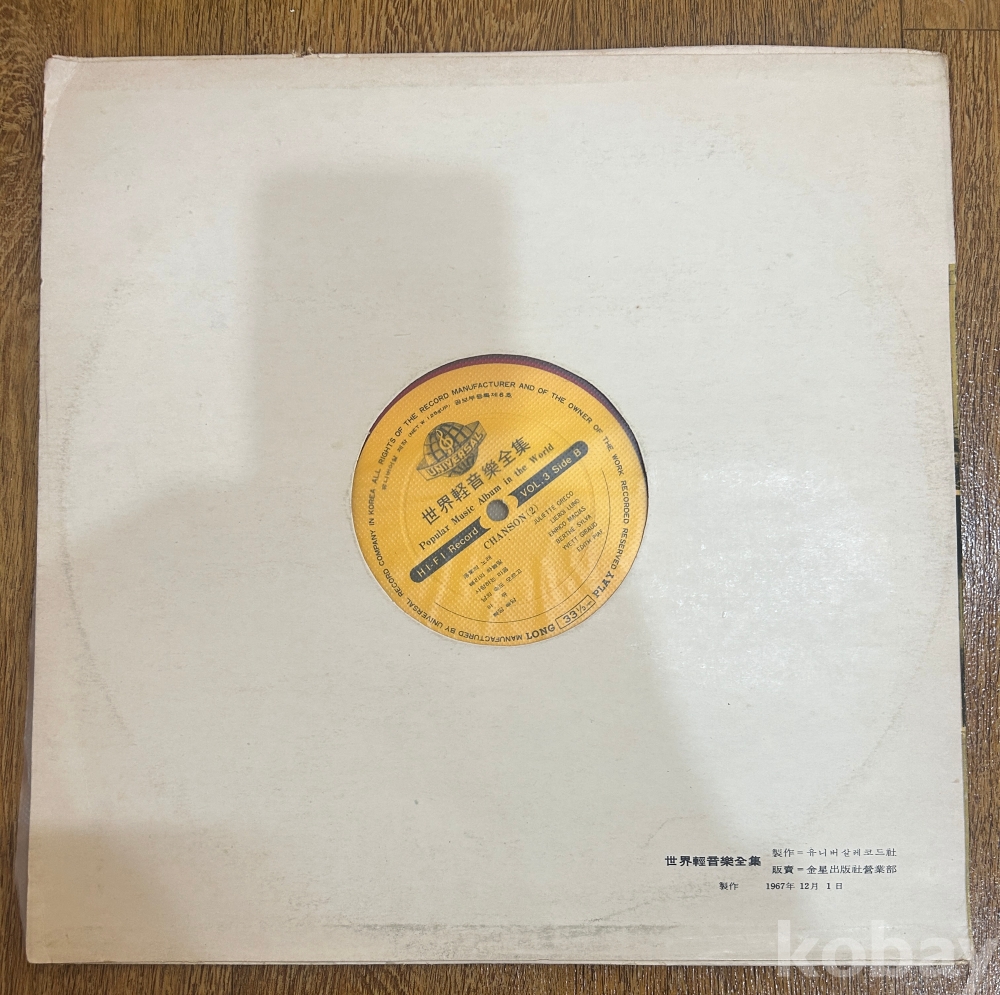 MANUFACTURED BY UNIVERSAL RECORD COMPANY IN KOREA ALL RIGHTS OF THE RECORD MANUFACTURER AND OF THE OWNER OF THE WORK RECORDED RESERVED
UNIVERSAL
世界軽音樂全集
Popular Music Album in the World
Hi-Fi Record
VOL.3 Side B
CHANSON(2)
JULIETTE GRECO
ENRICO MACIAS
BERTHE SYLVA
YVETT GIRAUD
EDITH PIAF
LONG 33⅓ PLAY
世界輕音樂全集
製作=유니버살레코드社
販賣=金星出版社營業部
製作 1967年 12月 1日
kobay